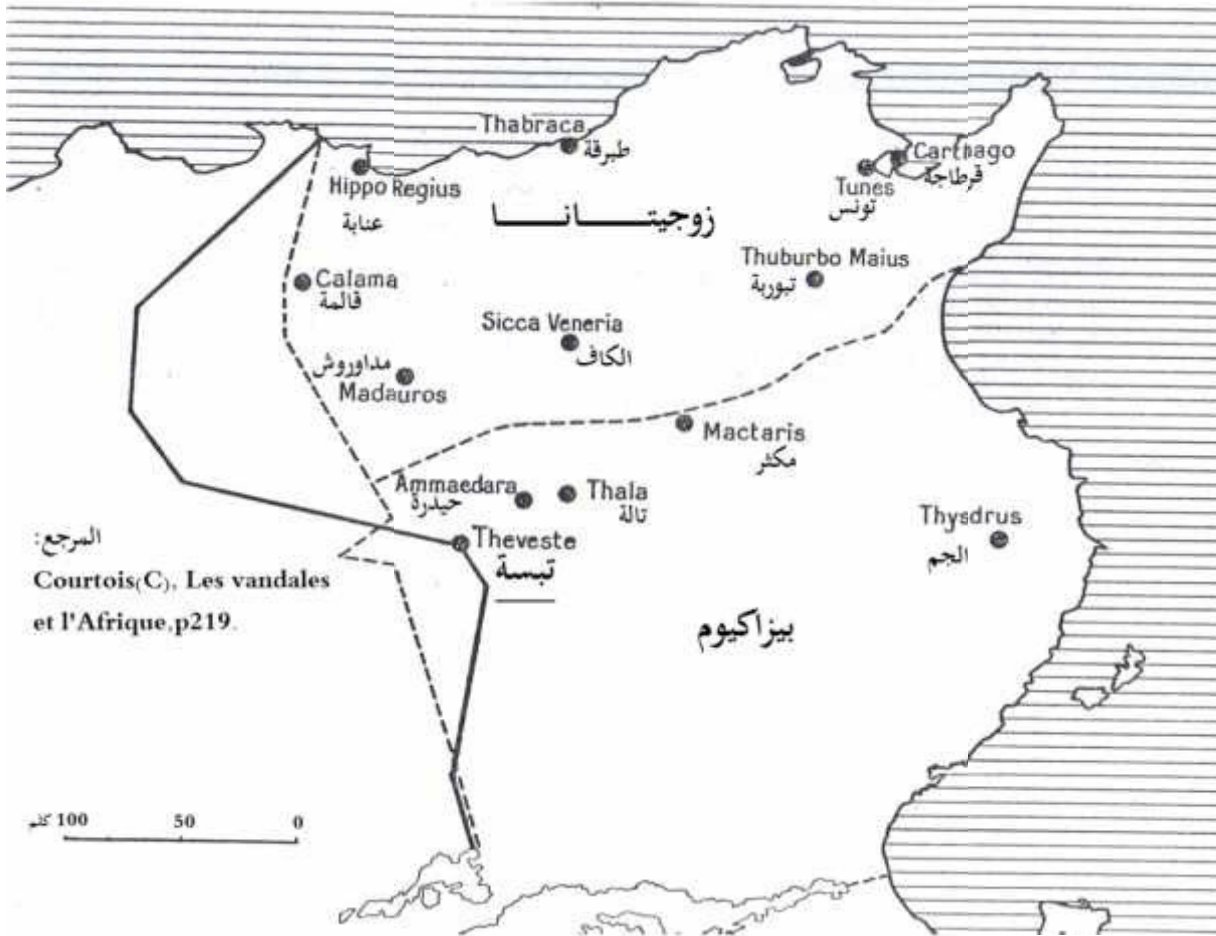 Thabraca
طبرقة
Carthago
قرطاجة
Tunes
تونس
Hippo Regius
عنابة
زوجيتانا
Calama
قالمة
Thuburbo Maius
تبوربة
Sicca Veneria
الكاف
مداوروش
Madauros
Mactaris
مكثر
Ammaedara
حيدرة
Thala
تالة
Thysdrus
الجم
Theveste
تبسة
المرجع:
Courtois(C), Les vandales
et l'Afrique,p219.
بيزاكيوم
كلم 100 50 0